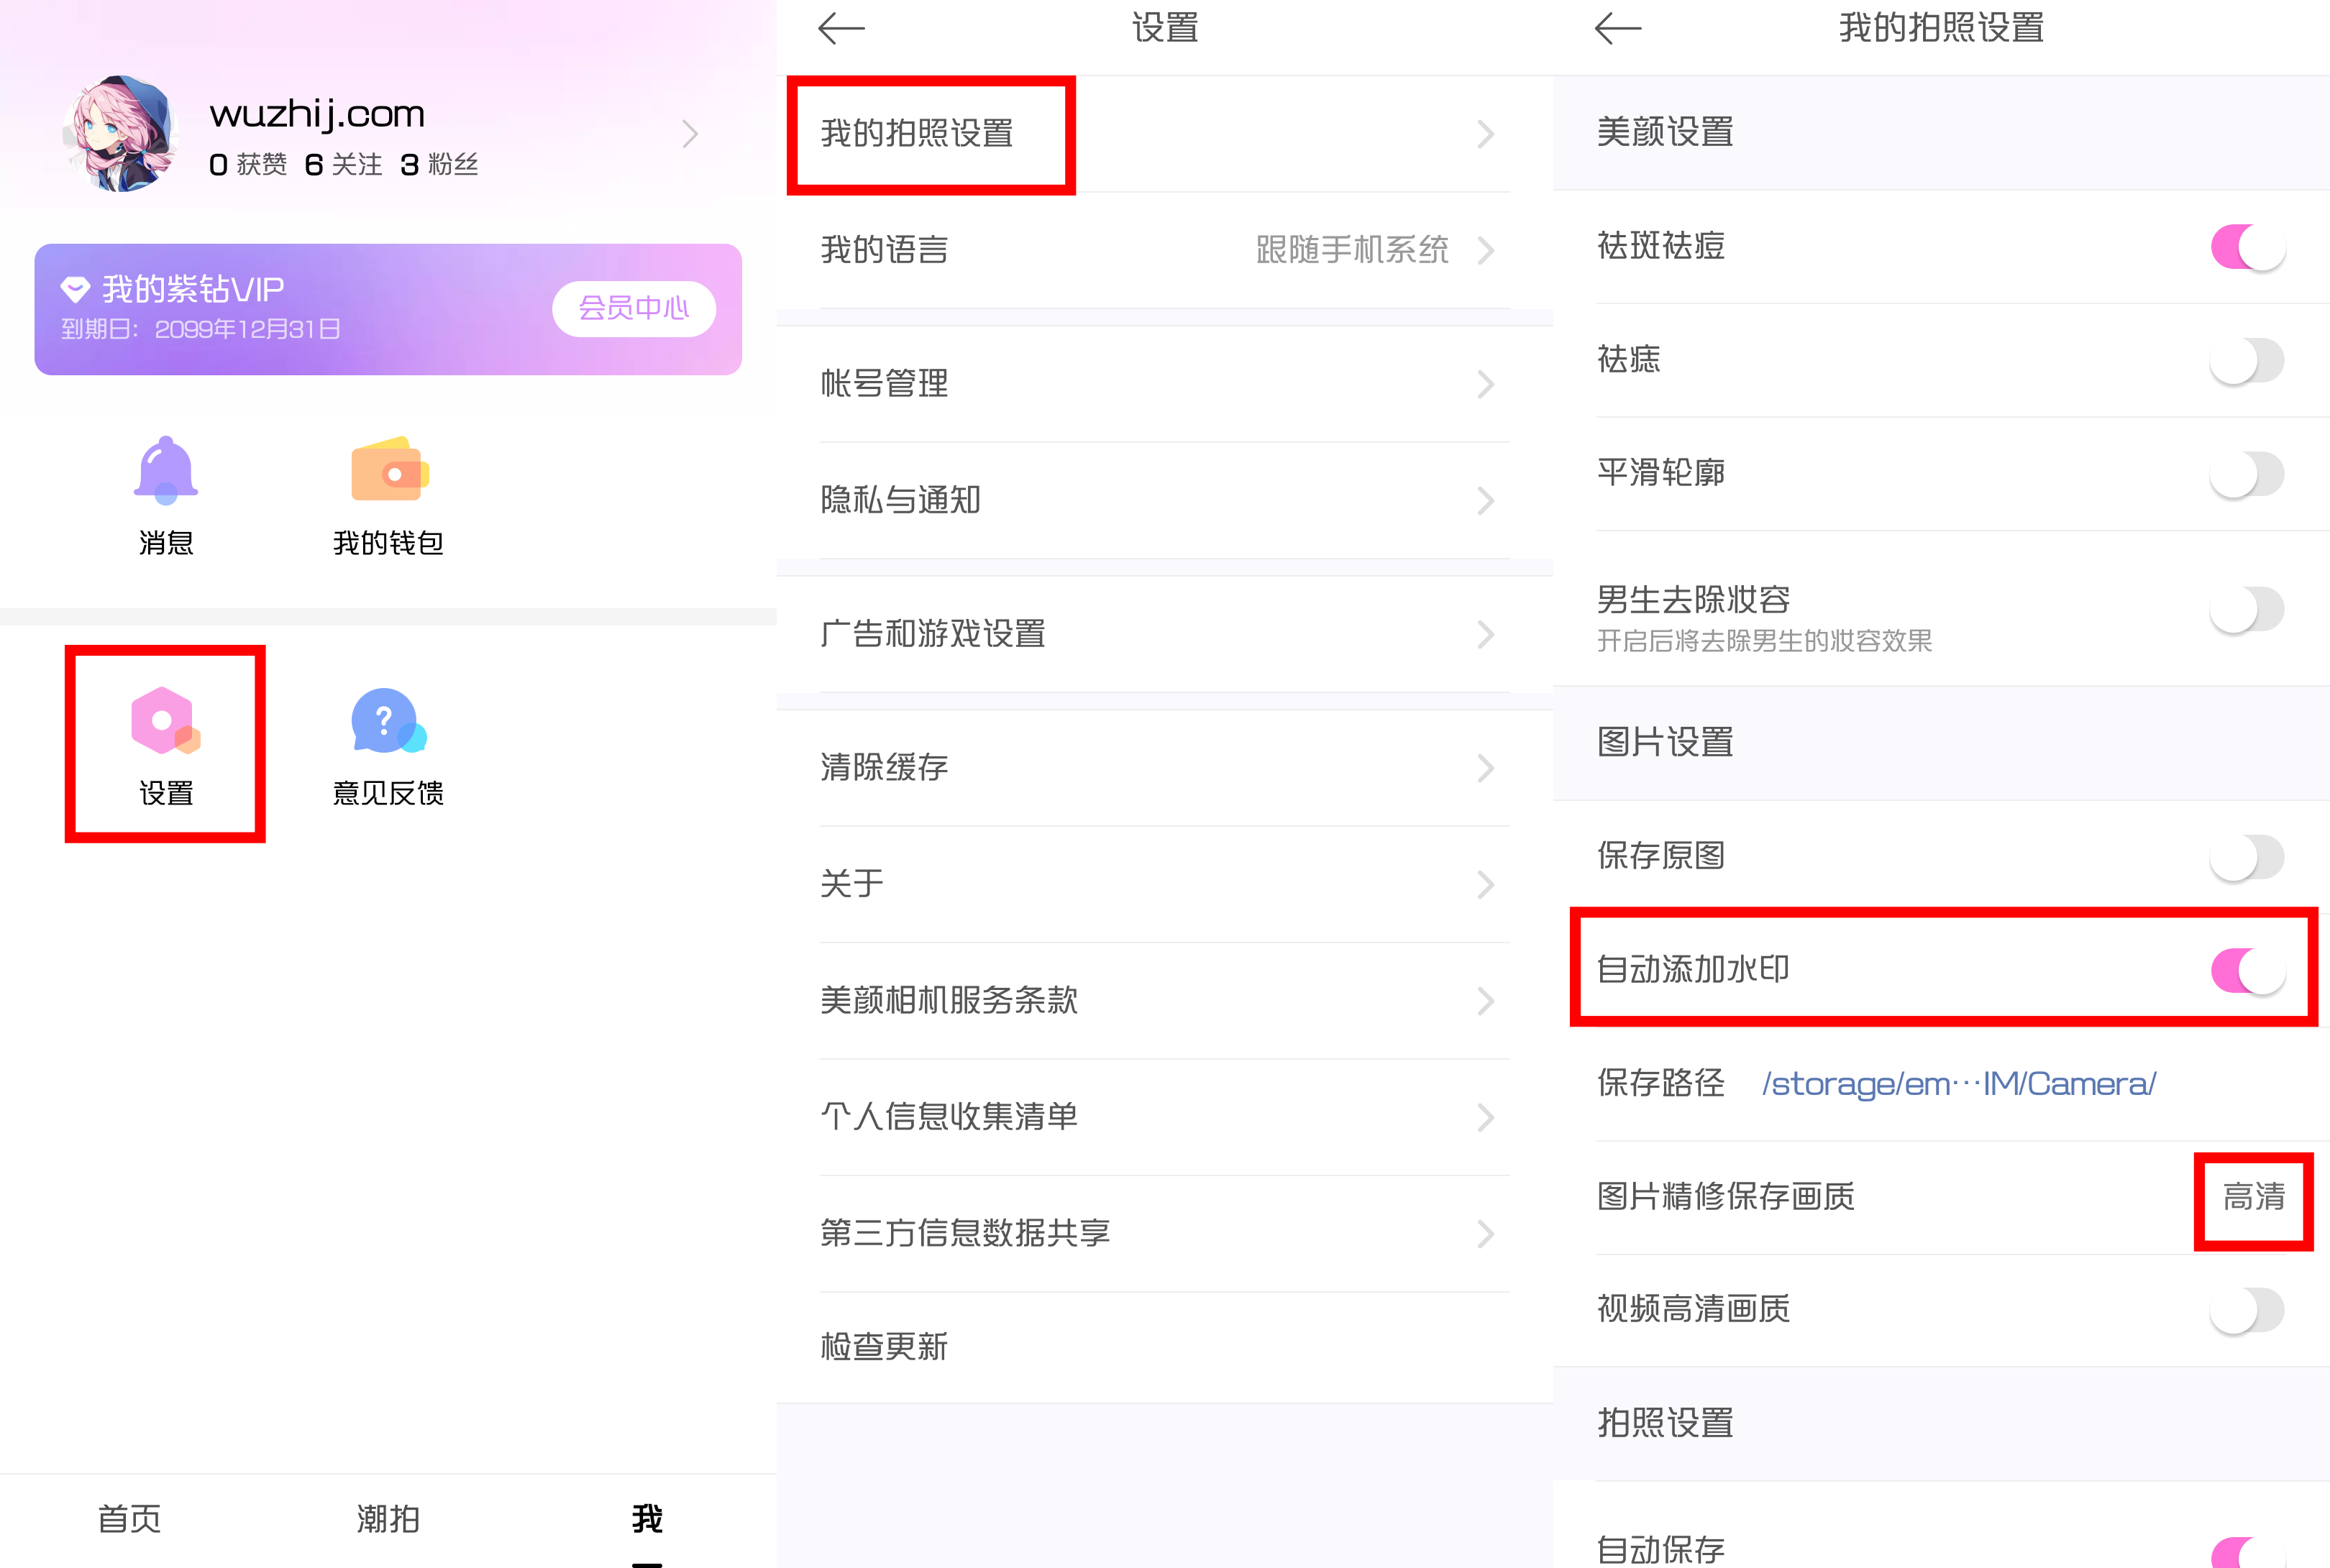 wuzhij.com
0 获赞 6 关注 3 粉丝
我的紫钻VIP
到期日：2099年12月31日
会员中心
消息
我的钱包
设置
意见反馈
首页
潮拍
我
设置
我的拍照设置
我的语言
跟随手机系统
帐号管理
隐私与通知
广告和游戏设置
清除缓存
关于
美颜相机服务条款
个人信息收集清单
第三方信息数据共享
检查更新
我的拍照设置
美颜设置
祛斑祛痘
祛痣
平滑轮廓
男生去除妆容
开启后将去除男生的妆容效果
图片设置
保存原图
自动添加水印
保存路径 /storage/em···IM/Camera/
图片精修保存画质 高清
视频高清画质
拍照设置
自动保存